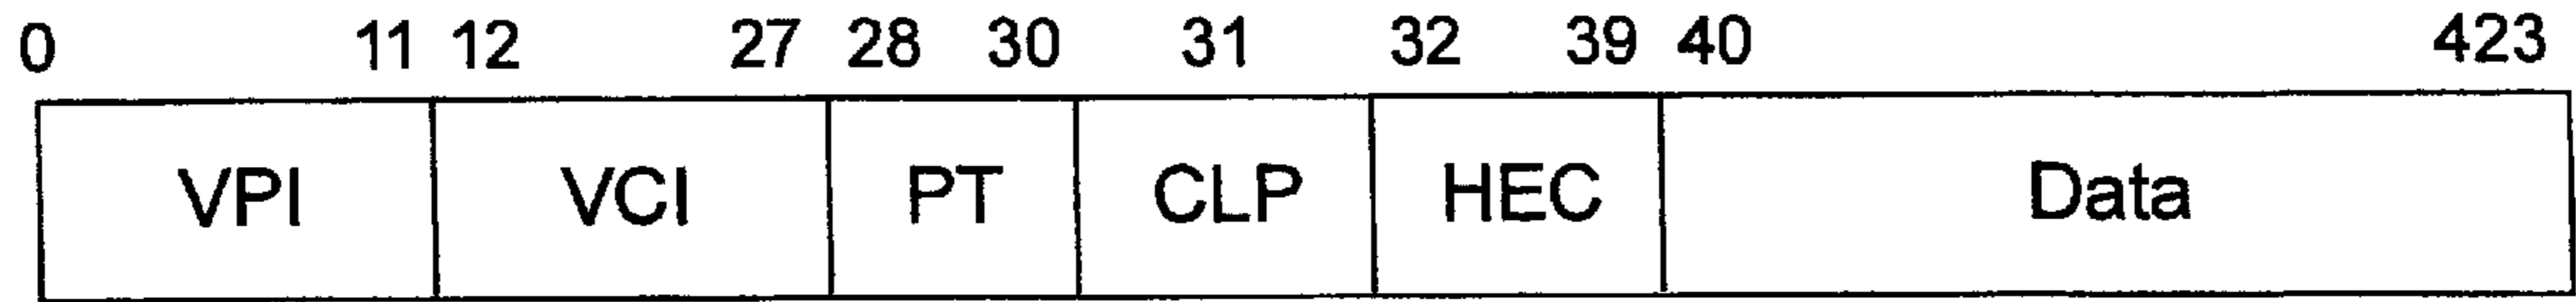 0 11 12 27 28 30 31 32 39 40 423
VPI VCI PT CLP HEC Data